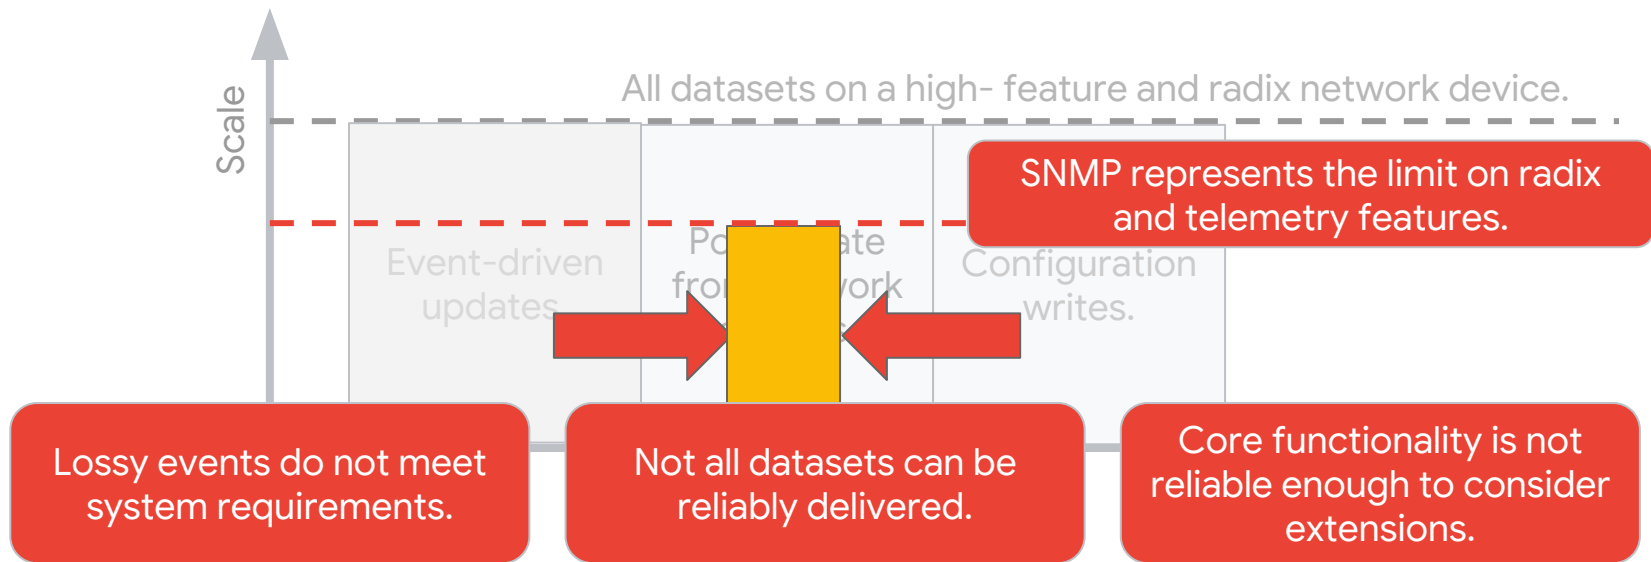 All datasets on a high- feature and radix network device.
Scale
SNMP represents the limit on radix
and telemetry features.
Event-driven
updates
Configuration
writes.
Lossy events do not meet
system requirements.
Not all datasets can be
reliably delivered.
Core functionality is not
reliable enough to consider
extensions.